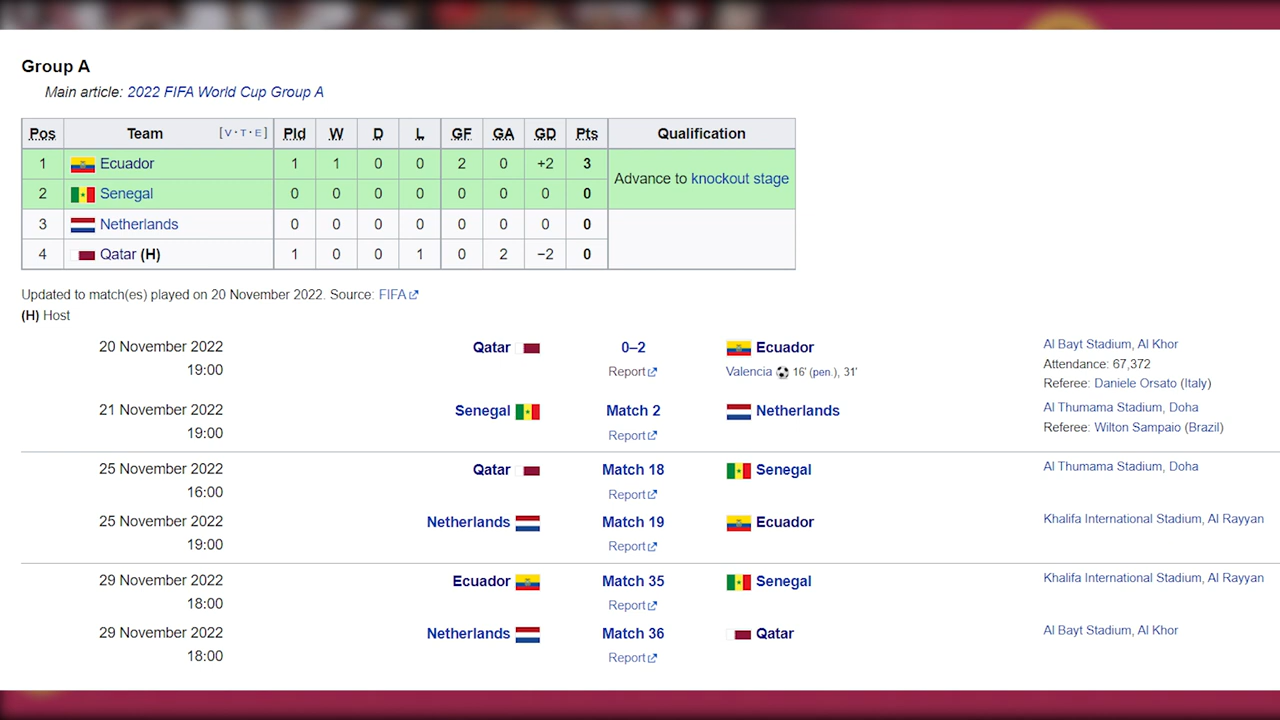 Group A
Main article: 2022 FIFA World Cup Group A
Pos Team [V·T·E] Pld W D L GF GA GD Pts Qualification
1 Ecuador 1 1 0 0 2 0 +2 3 Advance to knockout stage
2 Senegal 0 0 0 0 0 0 0 0
3 Netherlands 0 0 0 0 0 0 0 0
4 Qatar (H) 1 0 0 1 0 2 −2 0
Updated to match(es) played on 20 November 2022. Source: FIFA
(H) Host
20 November 2022 Qatar 0–2 Ecuador Al Bayt Stadium, Al Khor
19:00 Report Valencia 16' (pen.), 31' Attendance: 67,372
Referee: Daniele Orsato (Italy)
21 November 2022 Senegal Match 2 Netherlands Al Thumama Stadium, Doha
19:00 Report Referee: Wilton Sampaio (Brazil)
25 November 2022 Qatar Match 18 Senegal Al Thumama Stadium, Doha
16:00 Report
25 November 2022 Netherlands Match 19 Ecuador Khalifa International Stadium, Al Rayyan
19:00 Report
29 November 2022 Ecuador Match 35 Senegal Khalifa International Stadium, Al Rayyan
18:00 Report
29 November 2022 Netherlands Match 36 Qatar Al Bayt Stadium, Al Khor
18:00 Report